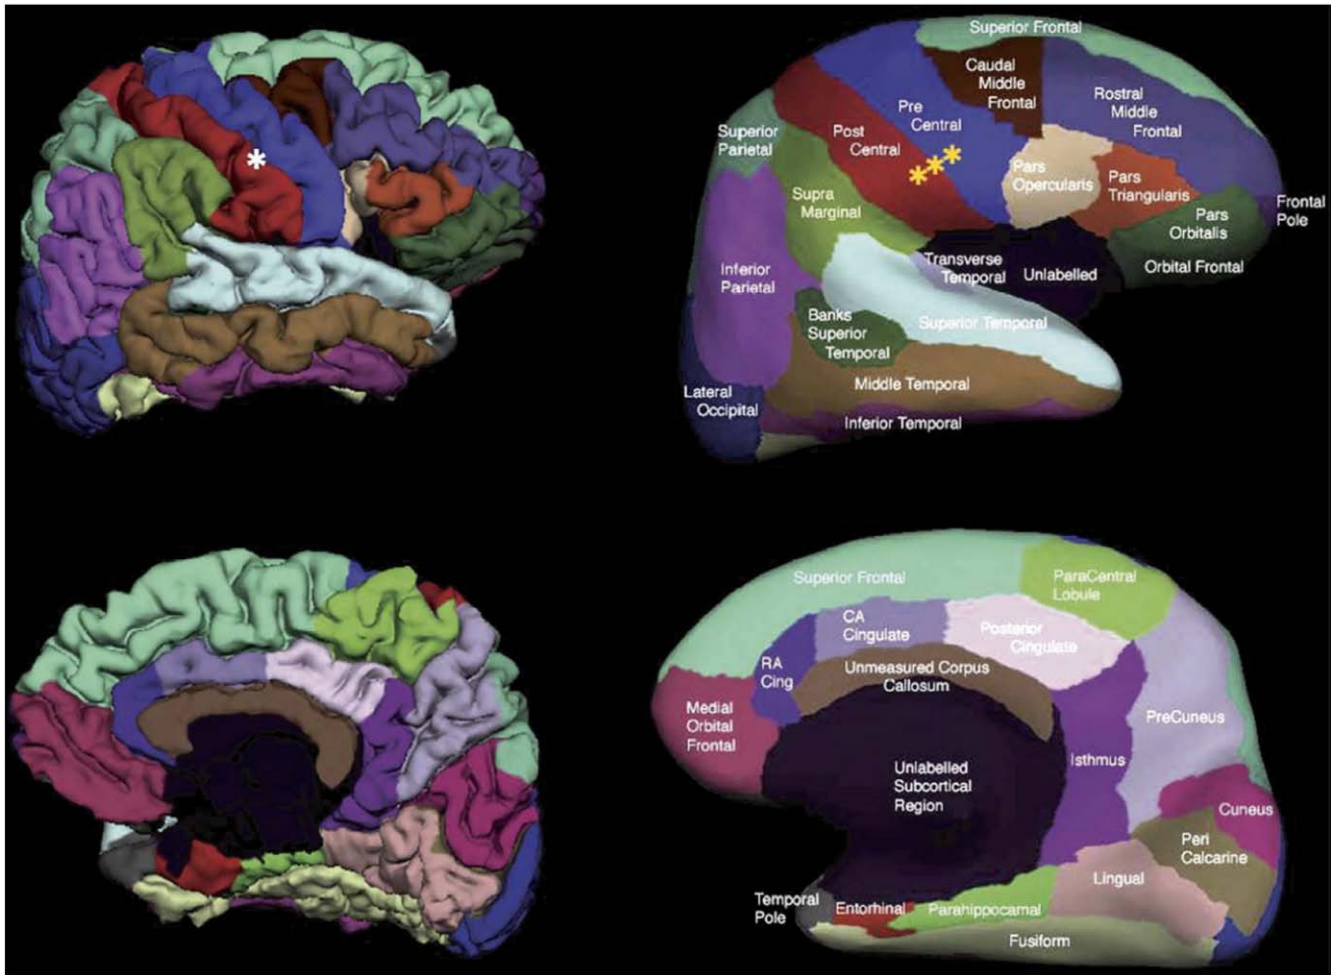 Superior Frontal
Caudal
Middle
Frontal
Rostral
Middle
Frontal
Pre
Central
Post
Central
Superior
Parietal
Pars
Opercularis
Pars
Triangularis
Supra
Marginal
Frontal
Pole
Pars
Orbitalis
Orbital Frontal
Inferior
Parietal
Transverse
Temporal
Unlabelled
Banks
Superior
Temporal
Superior Temporal
Middle Temporal
Lateral
Occipital
Inferior Temporal
Superior Frontal
ParaCentral
Lobule
CA
Cingulate
Posterior
Cingulate
RA
Cing
Unmeasured Corpus
Callosum
Medial
Orbital
Frontal
PreCuneus
Isthmus
Unlabelled
Subcortical
Region
Cuneus
Peri
Calcarine
Lingual
Temporal
Pole
Entorhinal
Parahippocamal
Fusiform